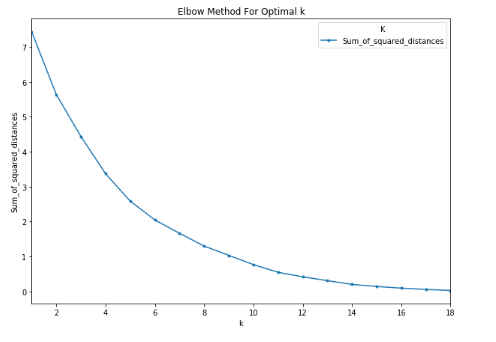 Elbow Method For Optimal k
K
Sum_of_squared_distances
Sum_of_squared_distances
7
6
5
4
3
2
1
0
2 4 6 8 10 12 14 16 18
k